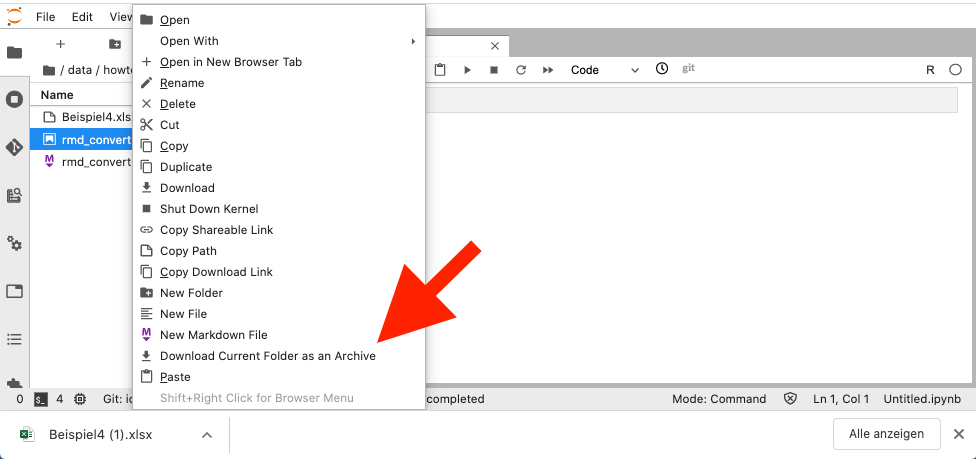 File Edit View
Open
Open With
Open in New Browser Tab
Rename
Delete
Cut
Copy
Duplicate
Download
Shut Down Kernel
Copy Shareable Link
Copy Path
Copy Download Link
New Folder
New File
New Markdown File
Download Current Folder as an Archive
Paste
Shift+Right Click for Browser Menu
/ data / howto
Name
Beispiel4.xlsx
rmd_convert
rmd_convert
Code git R
0 $_ 4 Git: completed Mode: Command Ln 1, Col 1 Untitled.ipynb
Beispiel4 (1).xlsx Alle anzeigen